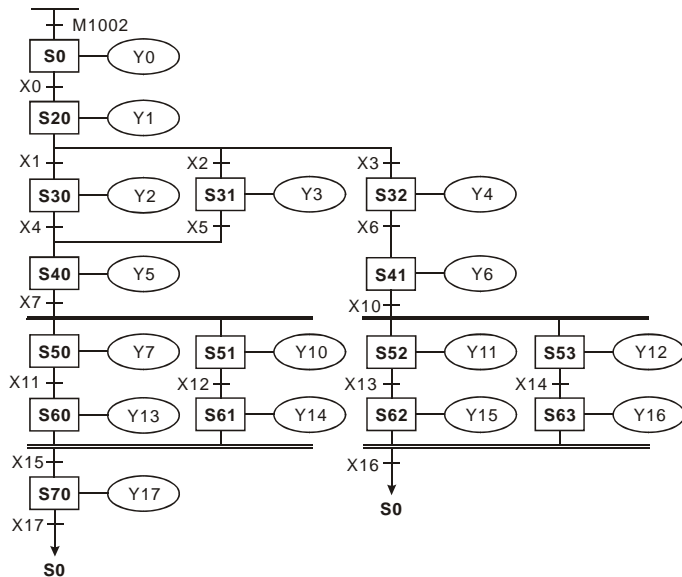 M1002
S0 Y0
X0
S20 Y1
X1 X2 X3
S30 Y2 S31 Y3 S32 Y4
X4 X5 X6
S40 Y5 S41 Y6
X7 X10
S50 Y7 S51 Y10 S52 Y11 S53 Y12
X11 X12 X13 X14
S60 Y13 S61 Y14 S62 Y15 S63 Y16
X15 X16
S70 Y17 S0
X17
S0